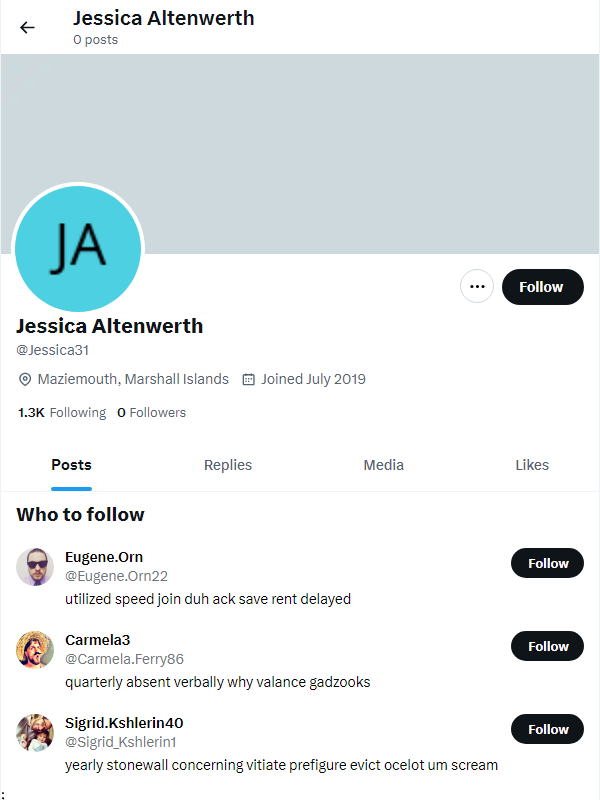 Jessica Altenwerth
0 posts
JA
Follow
Jessica Altenwerth
@Jessica31
Maziemouth, Marshall Islands Joined July 2019
1.3K Following 0 Followers
Posts Replies Media Likes
Who to follow
Eugene.Orn
@Eugene.Orn22
Follow
utilized speed join duh ack save rent delayed
Carmela3
@Carmela.Ferry86
Follow
quarterly absent verbally why valance gadzooks
Sigrid.Kshlerin40
@Sigrid_Kshlerin1
Follow
yearly stonewall concerning vitiate prefigure evict ocelot um scream
;